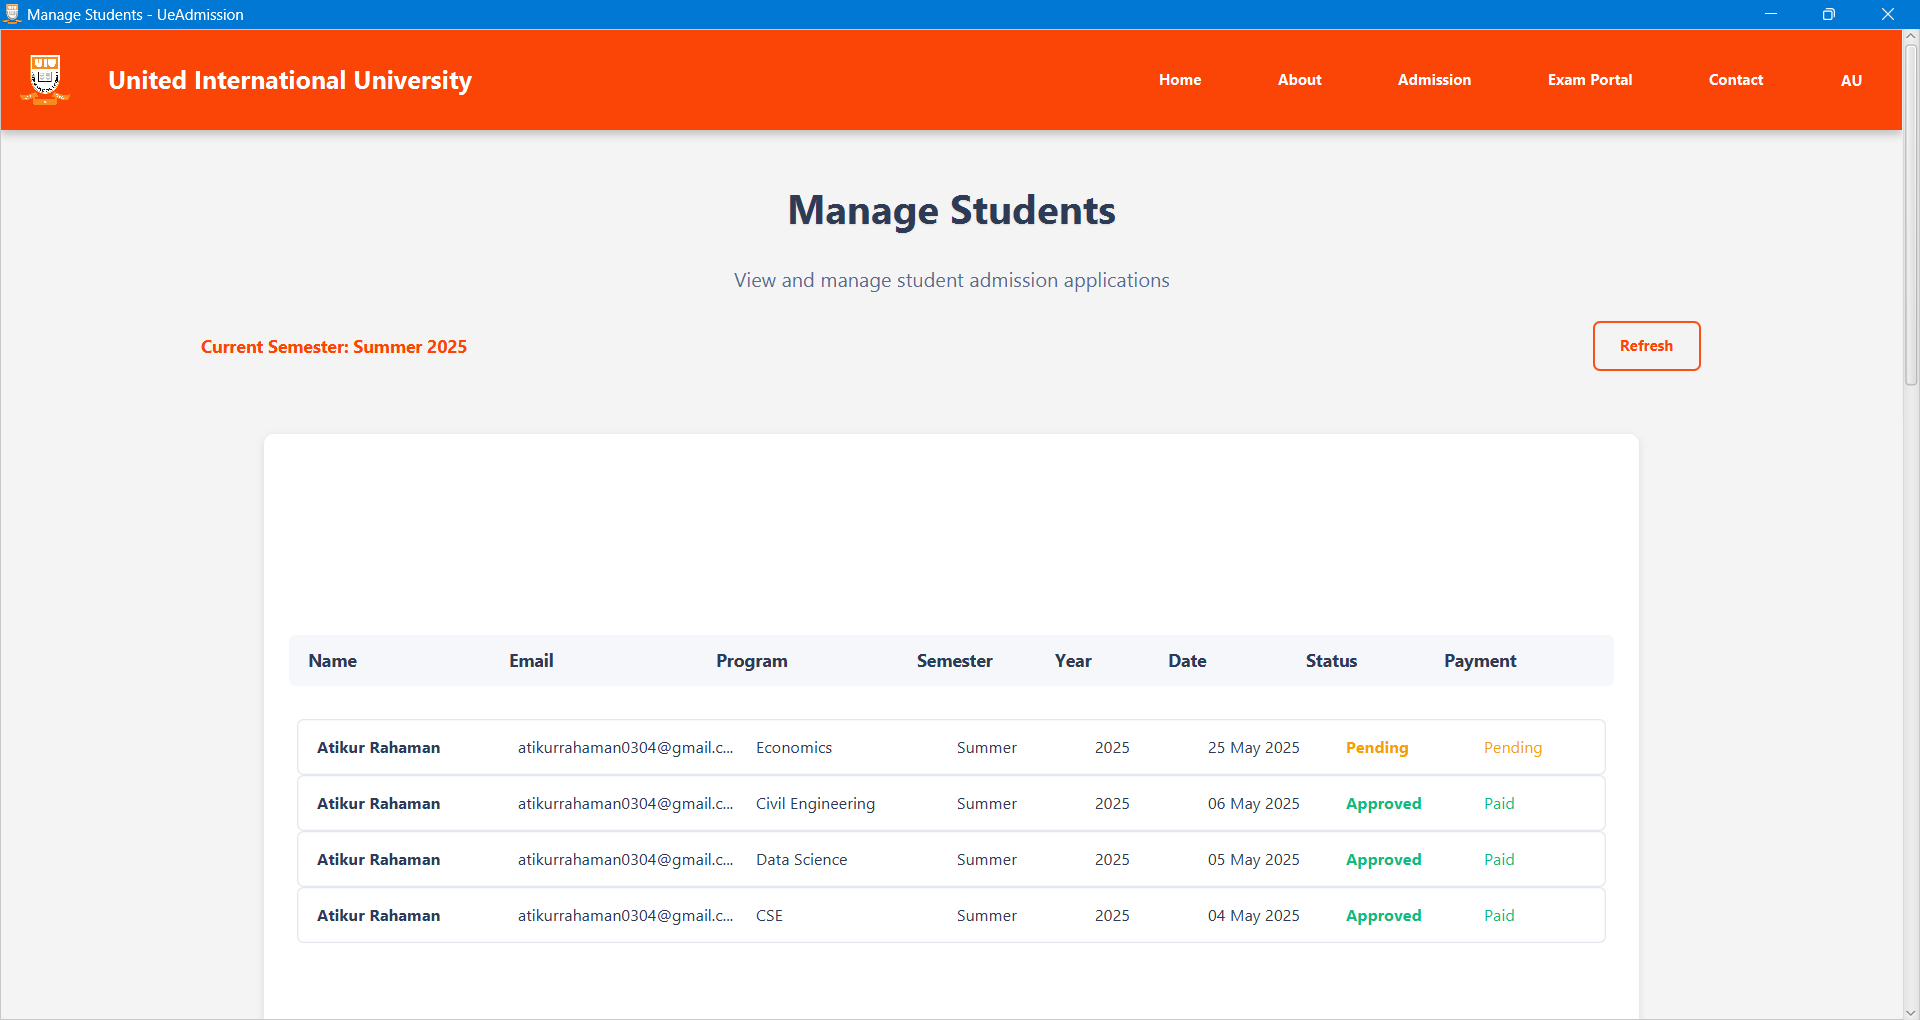 Manage Students - UeAdmission
UIU
United International University
Home About Admission Exam Portal Contact AU
Manage Students
View and manage student admission applications
Current Semester: Summer 2025
Refresh
Name Email Program Semester Year Date Status Payment
Atikur Rahaman atikurrahaman0304@gmail.c... Economics Summer 2025 25 May 2025 Pending Pending
Atikur Rahaman atikurrahaman0304@gmail.c... Civil Engineering Summer 2025 06 May 2025 Approved Paid
Atikur Rahaman atikurrahaman0304@gmail.c... Data Science Summer 2025 05 May 2025 Approved Paid
Atikur Rahaman atikurrahaman0304@gmail.c... CSE Summer 2025 04 May 2025 Approved Paid